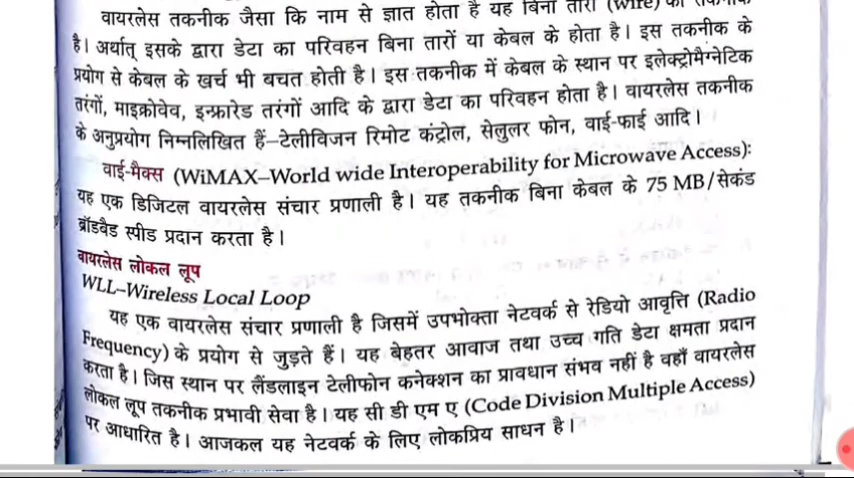 वायरलेस तकनीक जैसा कि नाम से ज्ञात होता है यह बिना तारों (Wire) की
है। अर्थात् इसके द्वारा डेटा का परिवहन बिना तारों या केबल के होता है। इस तकनीक के
प्रयोग से केबल के खर्च भी बचत होती है। इस तकनीक में केबल के स्थान पर इलेक्ट्रोमैग्नेटिक
तरंगों, माइक्रोवेव, इन्फ्रारेड तरंगों आदि के द्वारा डेटा का परिवहन होता है। वायरलेस तकनीक
के अनुप्रयोग निम्नलिखित हैं–टेलीविजन रिमोट कंट्रोल, सेलुलर फोन, वाई-फाई आदि।
वाई-मैक्स (WiMAX–World wide Interoperability for Microwave Access):
यह एक डिजिटल वायरलेस संचार प्रणाली है। यह तकनीक बिना केबल के 75 MB/सेकंड
ब्रॉडबैंड स्पीड प्रदान करता है।
वायरलेस लोकल लूप
WLL–Wireless Local Loop
यह एक वायरलेस संचार प्रणाली है जिसमें उपभोक्ता नेटवर्क से रेडियो आवृत्ति (Radio
Frequency) के प्रयोग से जुड़ते हैं। यह बेहतर आवाज तथा उच्च गति डेटा क्षमता प्रदान
करता है। जिस स्थान पर लैंडलाइन टेलीफोन कनेक्शन का प्रावधान संभव नहीं है वहाँ वायरलेस
लोकल लूप तकनीक प्रभावी सेवा है। यह सी डी एम ए (Code Division Multiple Access)
पर आधारित है। आजकल यह नेटवर्क के लिए लोकप्रिय साधन है।